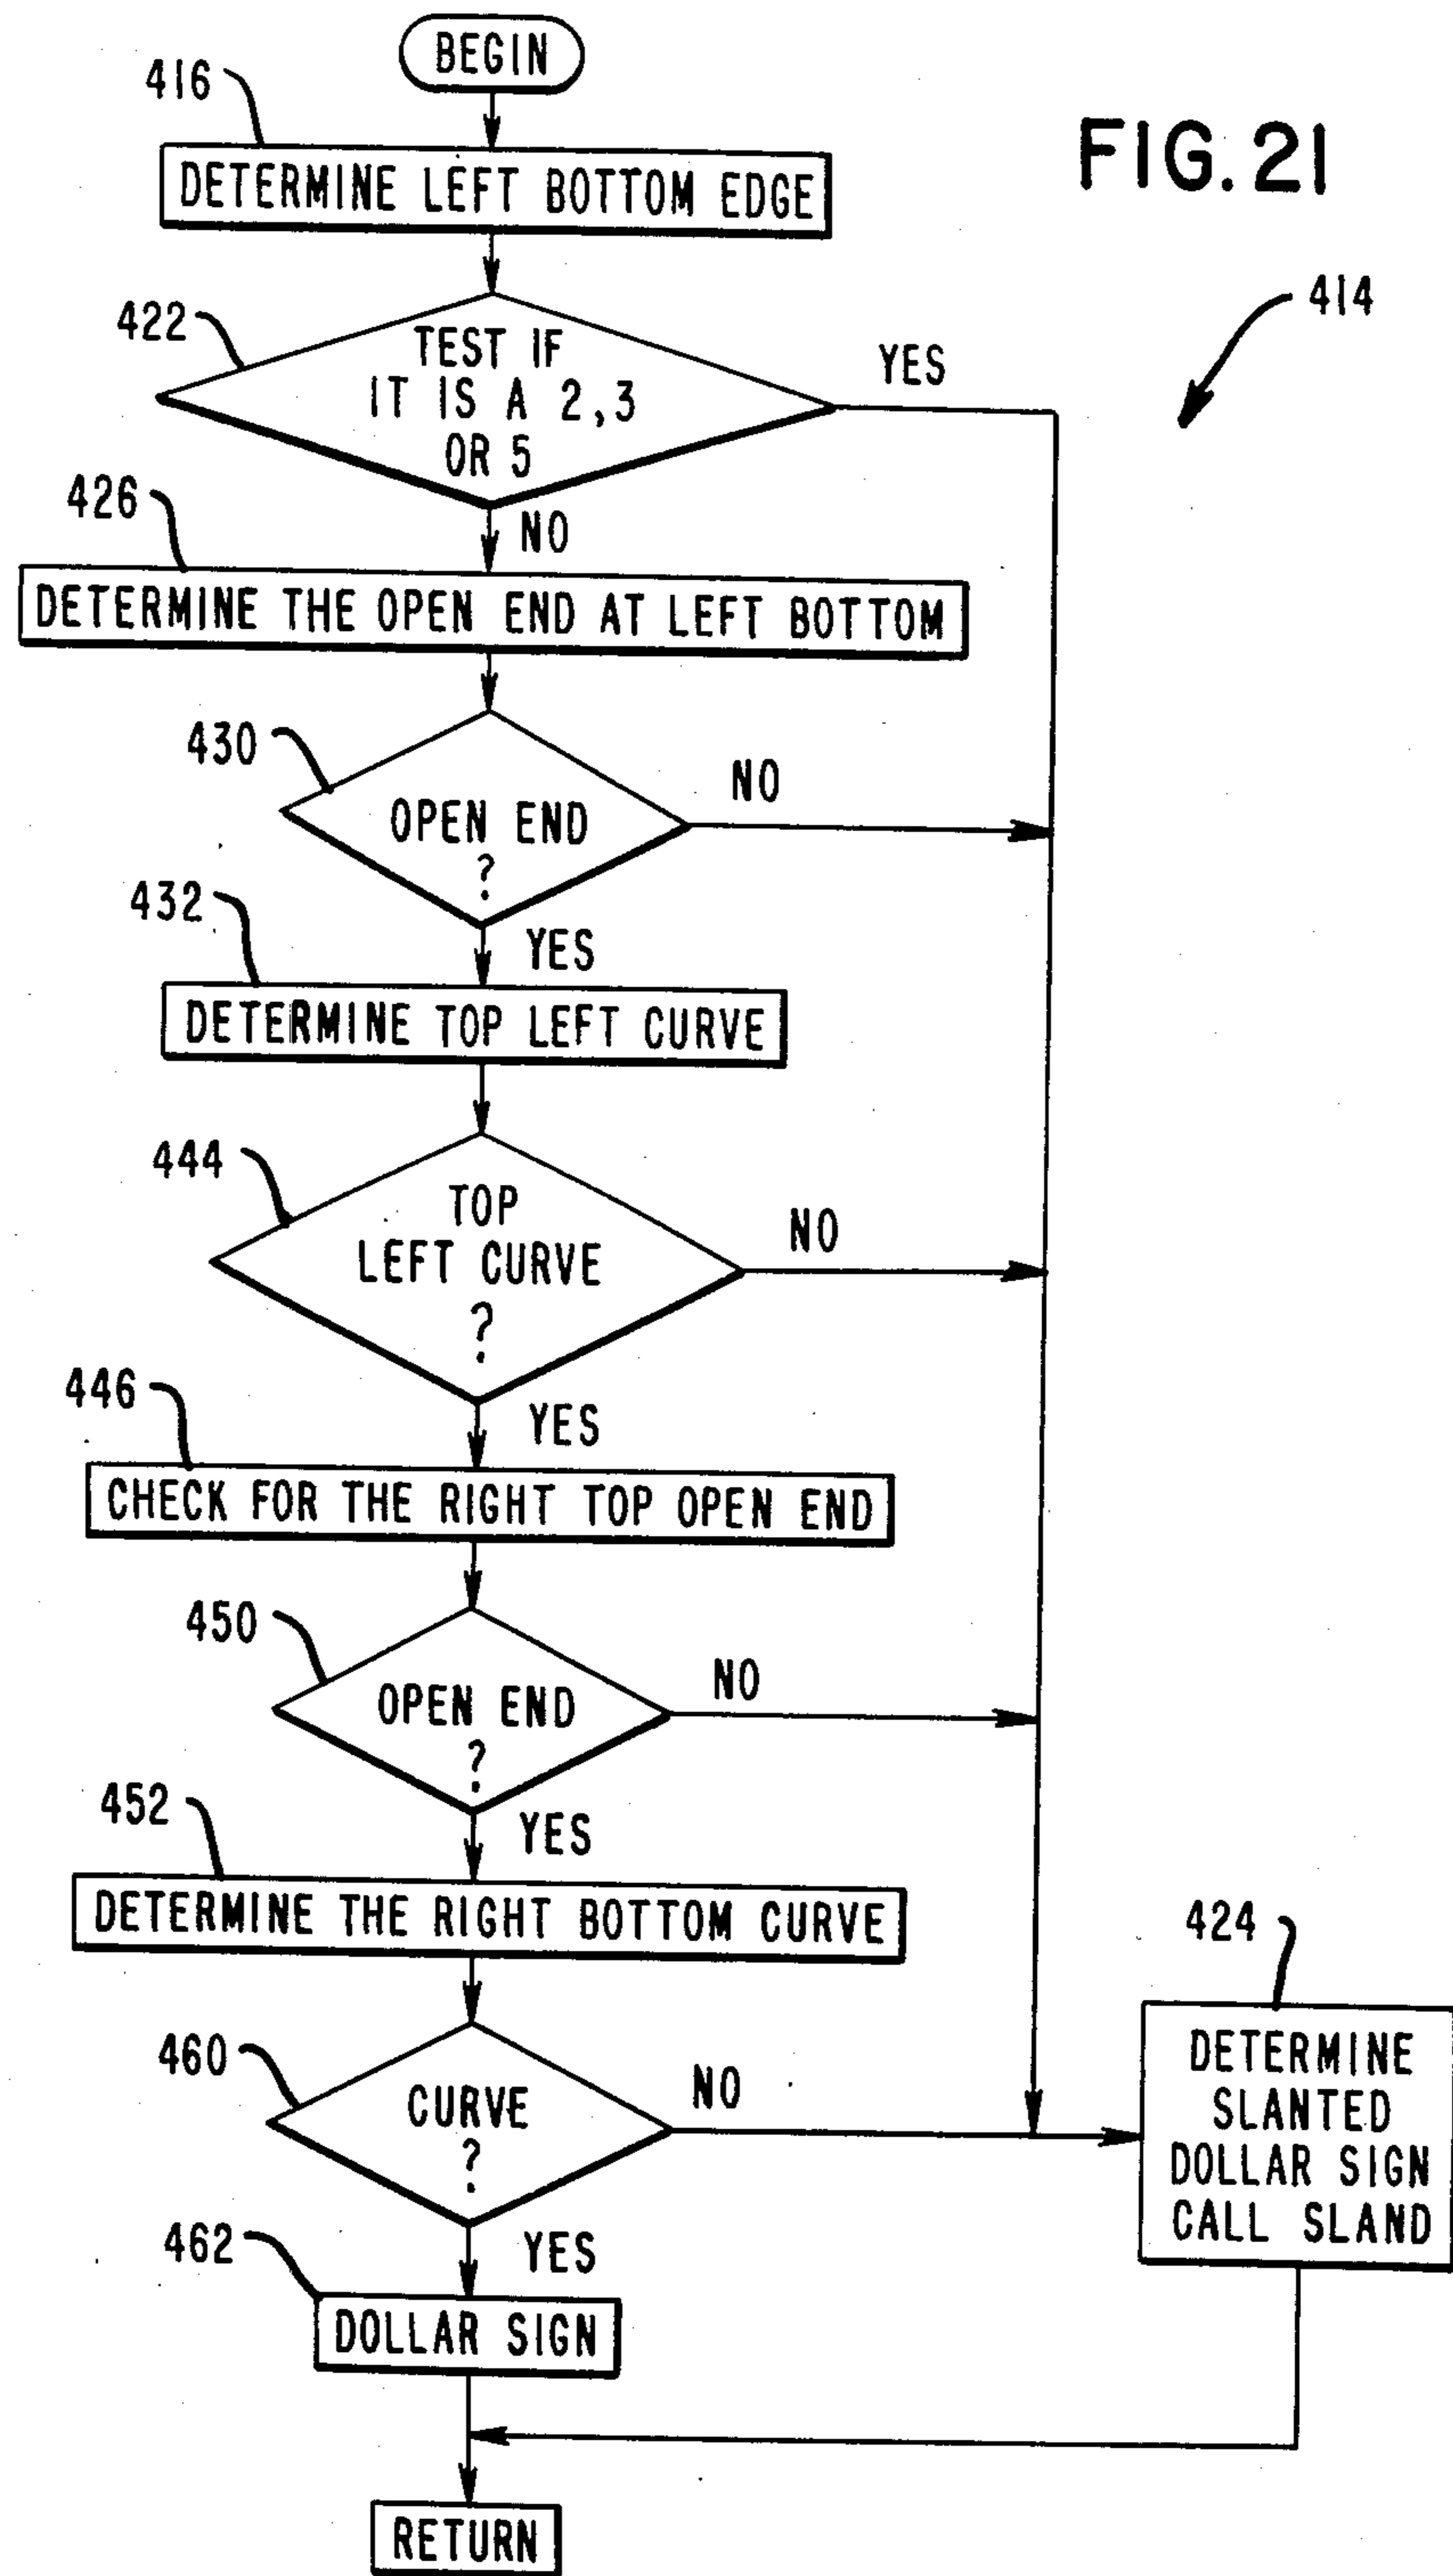 BEGIN
416
DETERMINE LEFT BOTTOM EDGE
FIG. 21
414
422
TEST IF
IT IS A 2,3
OR 5
YES
426
NO
DETERMINE THE OPEN END AT LEFT BOTTOM
430
OPEN END
?
NO
432
YES
DETERMINE TOP LEFT CURVE
444
TOP
LEFT CURVE
?
NO
446
YES
CHECK FOR THE RIGHT TOP OPEN END
450
OPEN END
?
NO
452
YES
DETERMINE THE RIGHT BOTTOM CURVE
424
DETERMINE
SLANTED
DOLLAR SIGN
CALL SLAND
460
CURVE
?
NO
462
YES
DOLLAR SIGN
RETURN